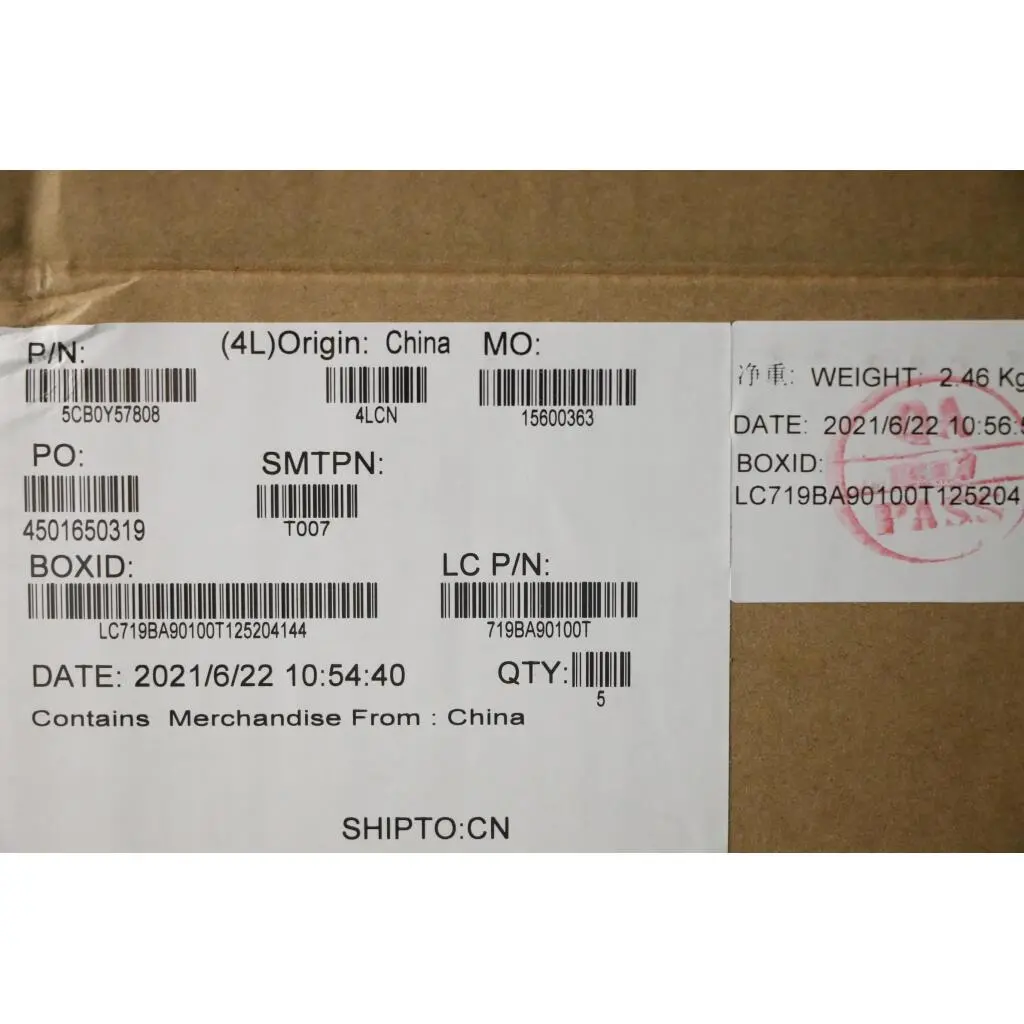 P/N: (4L)Origin: China MO:
5CB0Y57808 4LCN 15600363
PO: SMTPN:
4501650319 T007
BOXID: LC P/N:
LC719BA90100T125204144 719BA90100T
DATE: 2021/6/22 10:54:40 QTY:
5
Contains Merchandise From : China
SHIPTO:CN
净重: WEIGHT: 2.46 Kg
DATE: 2021/6/22 10:56:5
BOXID:
LC719BA90100T125204
QA
PASS